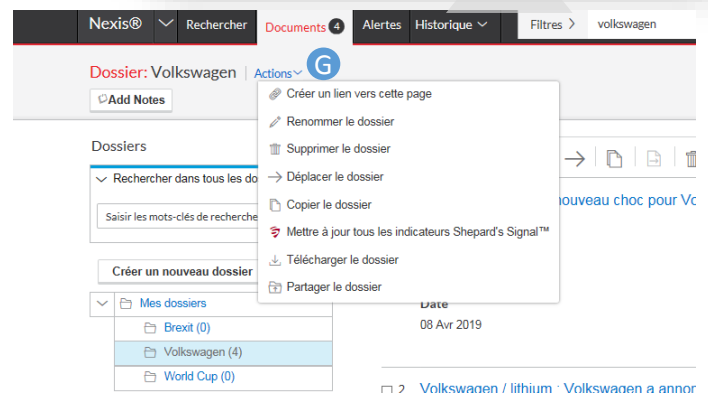 Nexis® Rechercher Documents 4 Alertes Historique Filtres volkswagen
Dossier: Volkswagen | Actions G
Add Notes
Créer un lien vers cette page
Renommer le dossier
Supprimer le dossier
Déplacer le dossier
Copier le dossier
Mettre à jour tous les indicateurs Shepard's Signal™
Télécharger le dossier
Partager le dossier
Dossiers
Rechercher dans tous les do
Saisir les mots-clés de recherche
Créer un nouveau dossier
Mes dossiers
Brexit (0)
Volkswagen (4)
World Cup (0)
ouveau choc pour Vo
Date
08 Avr 2019
2 Volkswagen / lithium : Volkswagen a annor